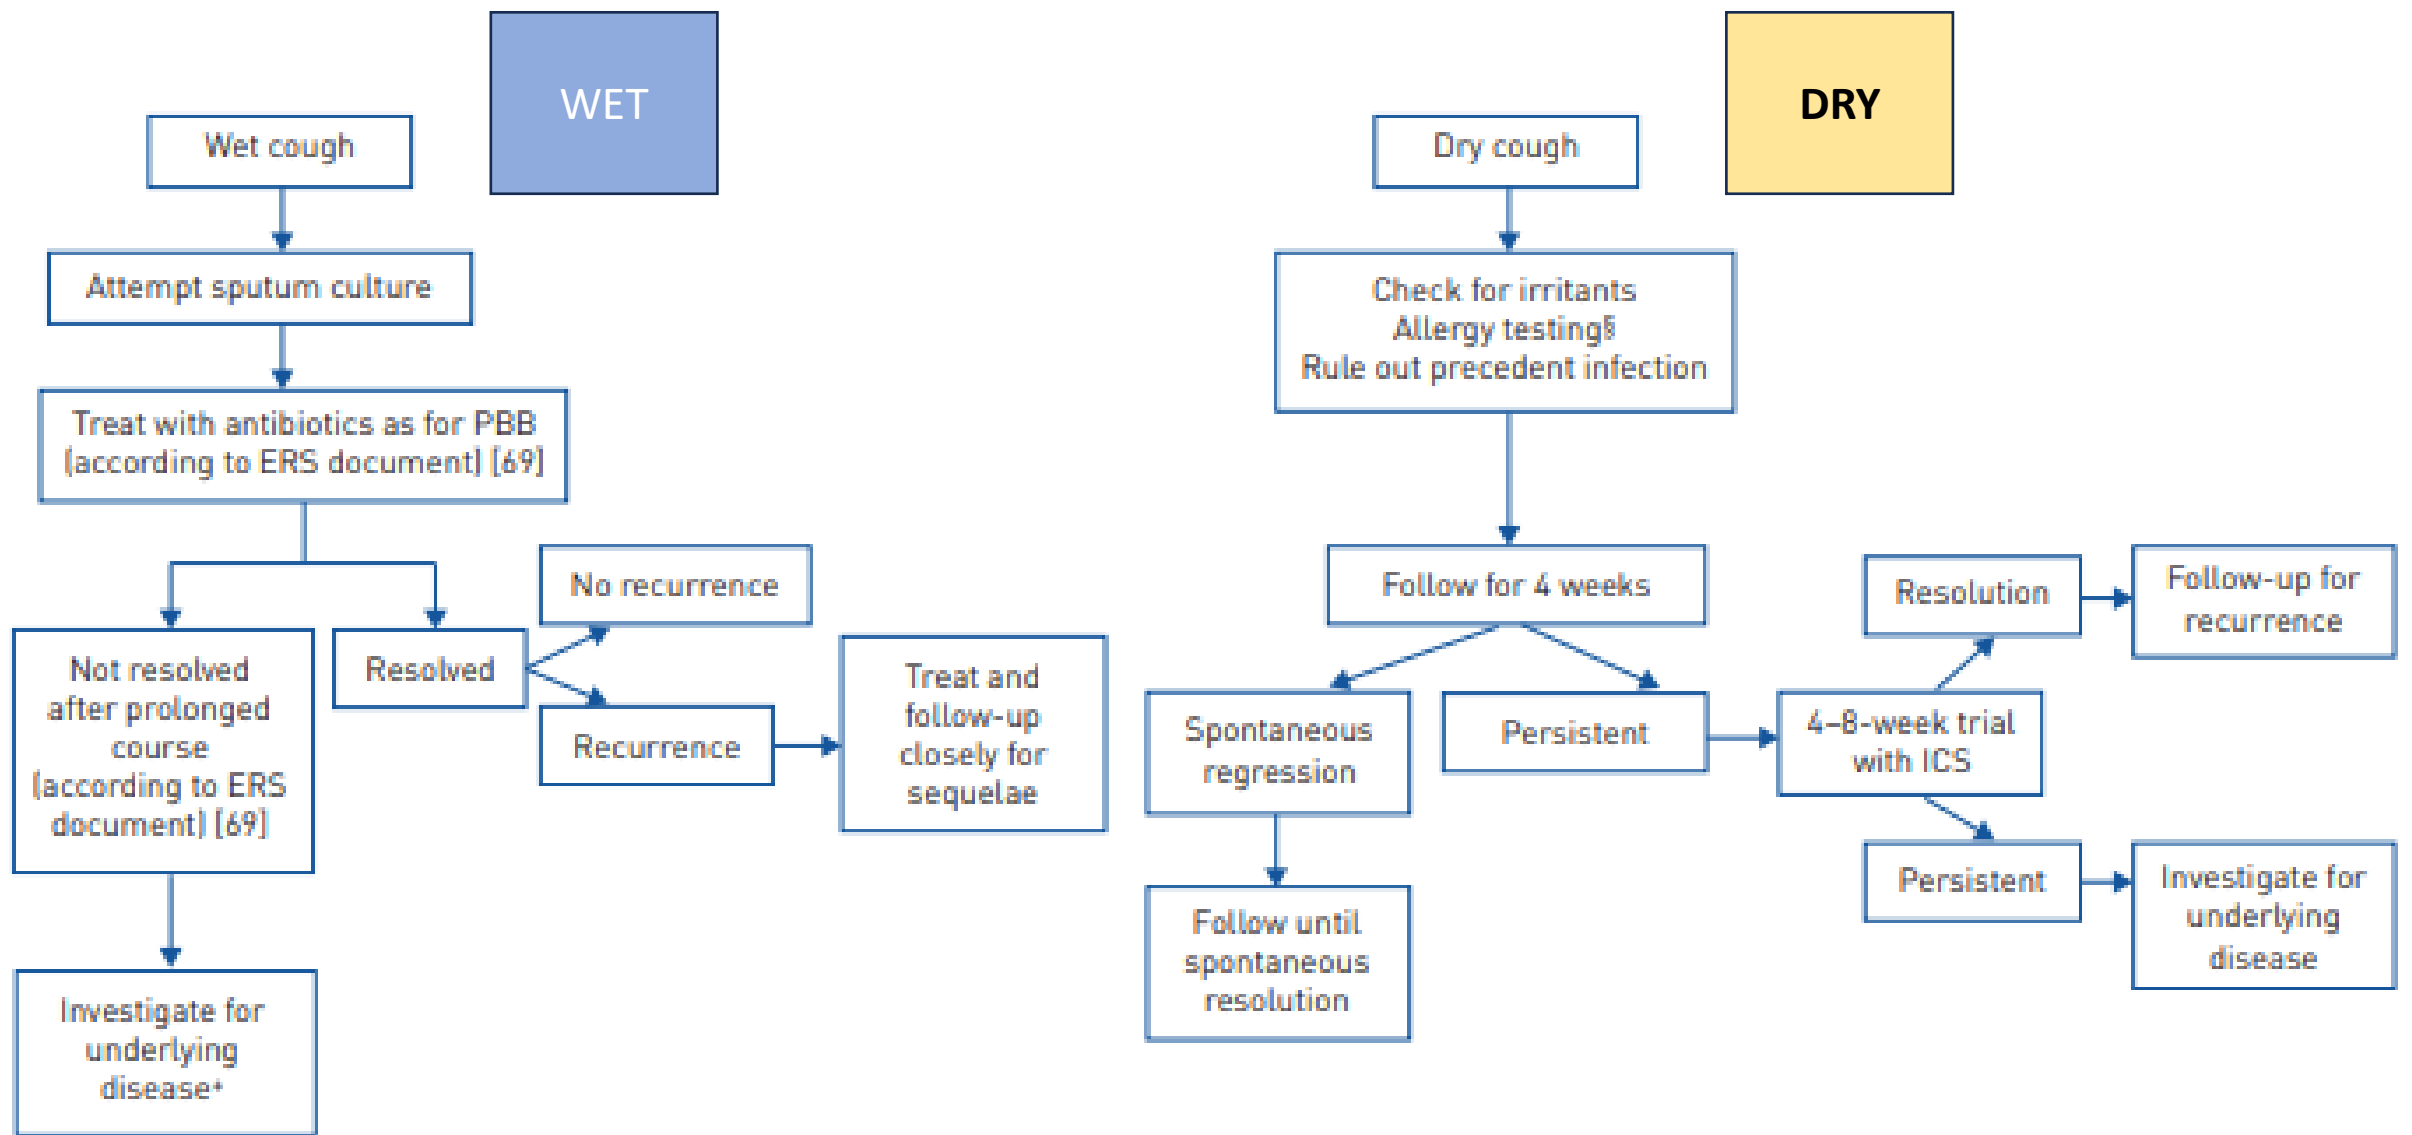 WET
Wet cough
Attempt sputum culture
Treat with antibiotics as for PBB
(according to ERS document) [69]
Not resolved
after prolonged
course
(according to ERS
document) [69]
Resolved
No recurrence
Recurrence
Treat and
follow-up
closely for
sequelae
Investigate for
underlying
disease+
DRY
Dry cough
Check for irritants
Allergy testing§
Rule out precedent infection
Follow for 4 weeks
Spontaneous
regression
Follow until
spontaneous
resolution
Persistent
4–8-week trial
with ICS
Resolution
Follow-up for
recurrence
Persistent
Investigate for
underlying
disease